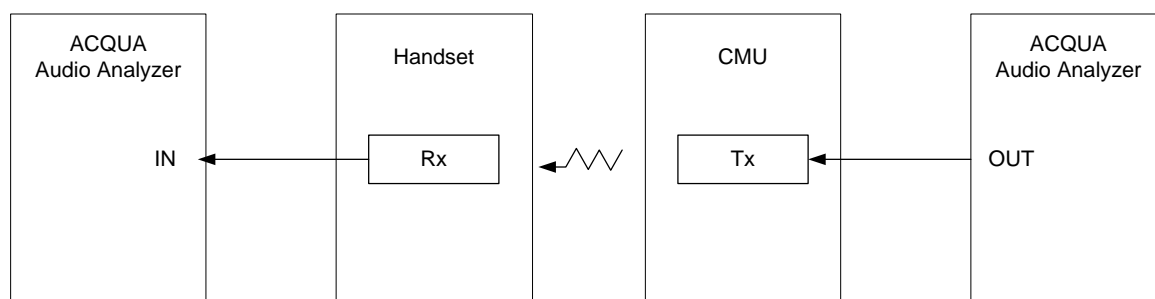 ACQUA
Audio Analyzer
Handset
CMU
ACQUA
Audio Analyzer
IN
Rx
Tx
OUT